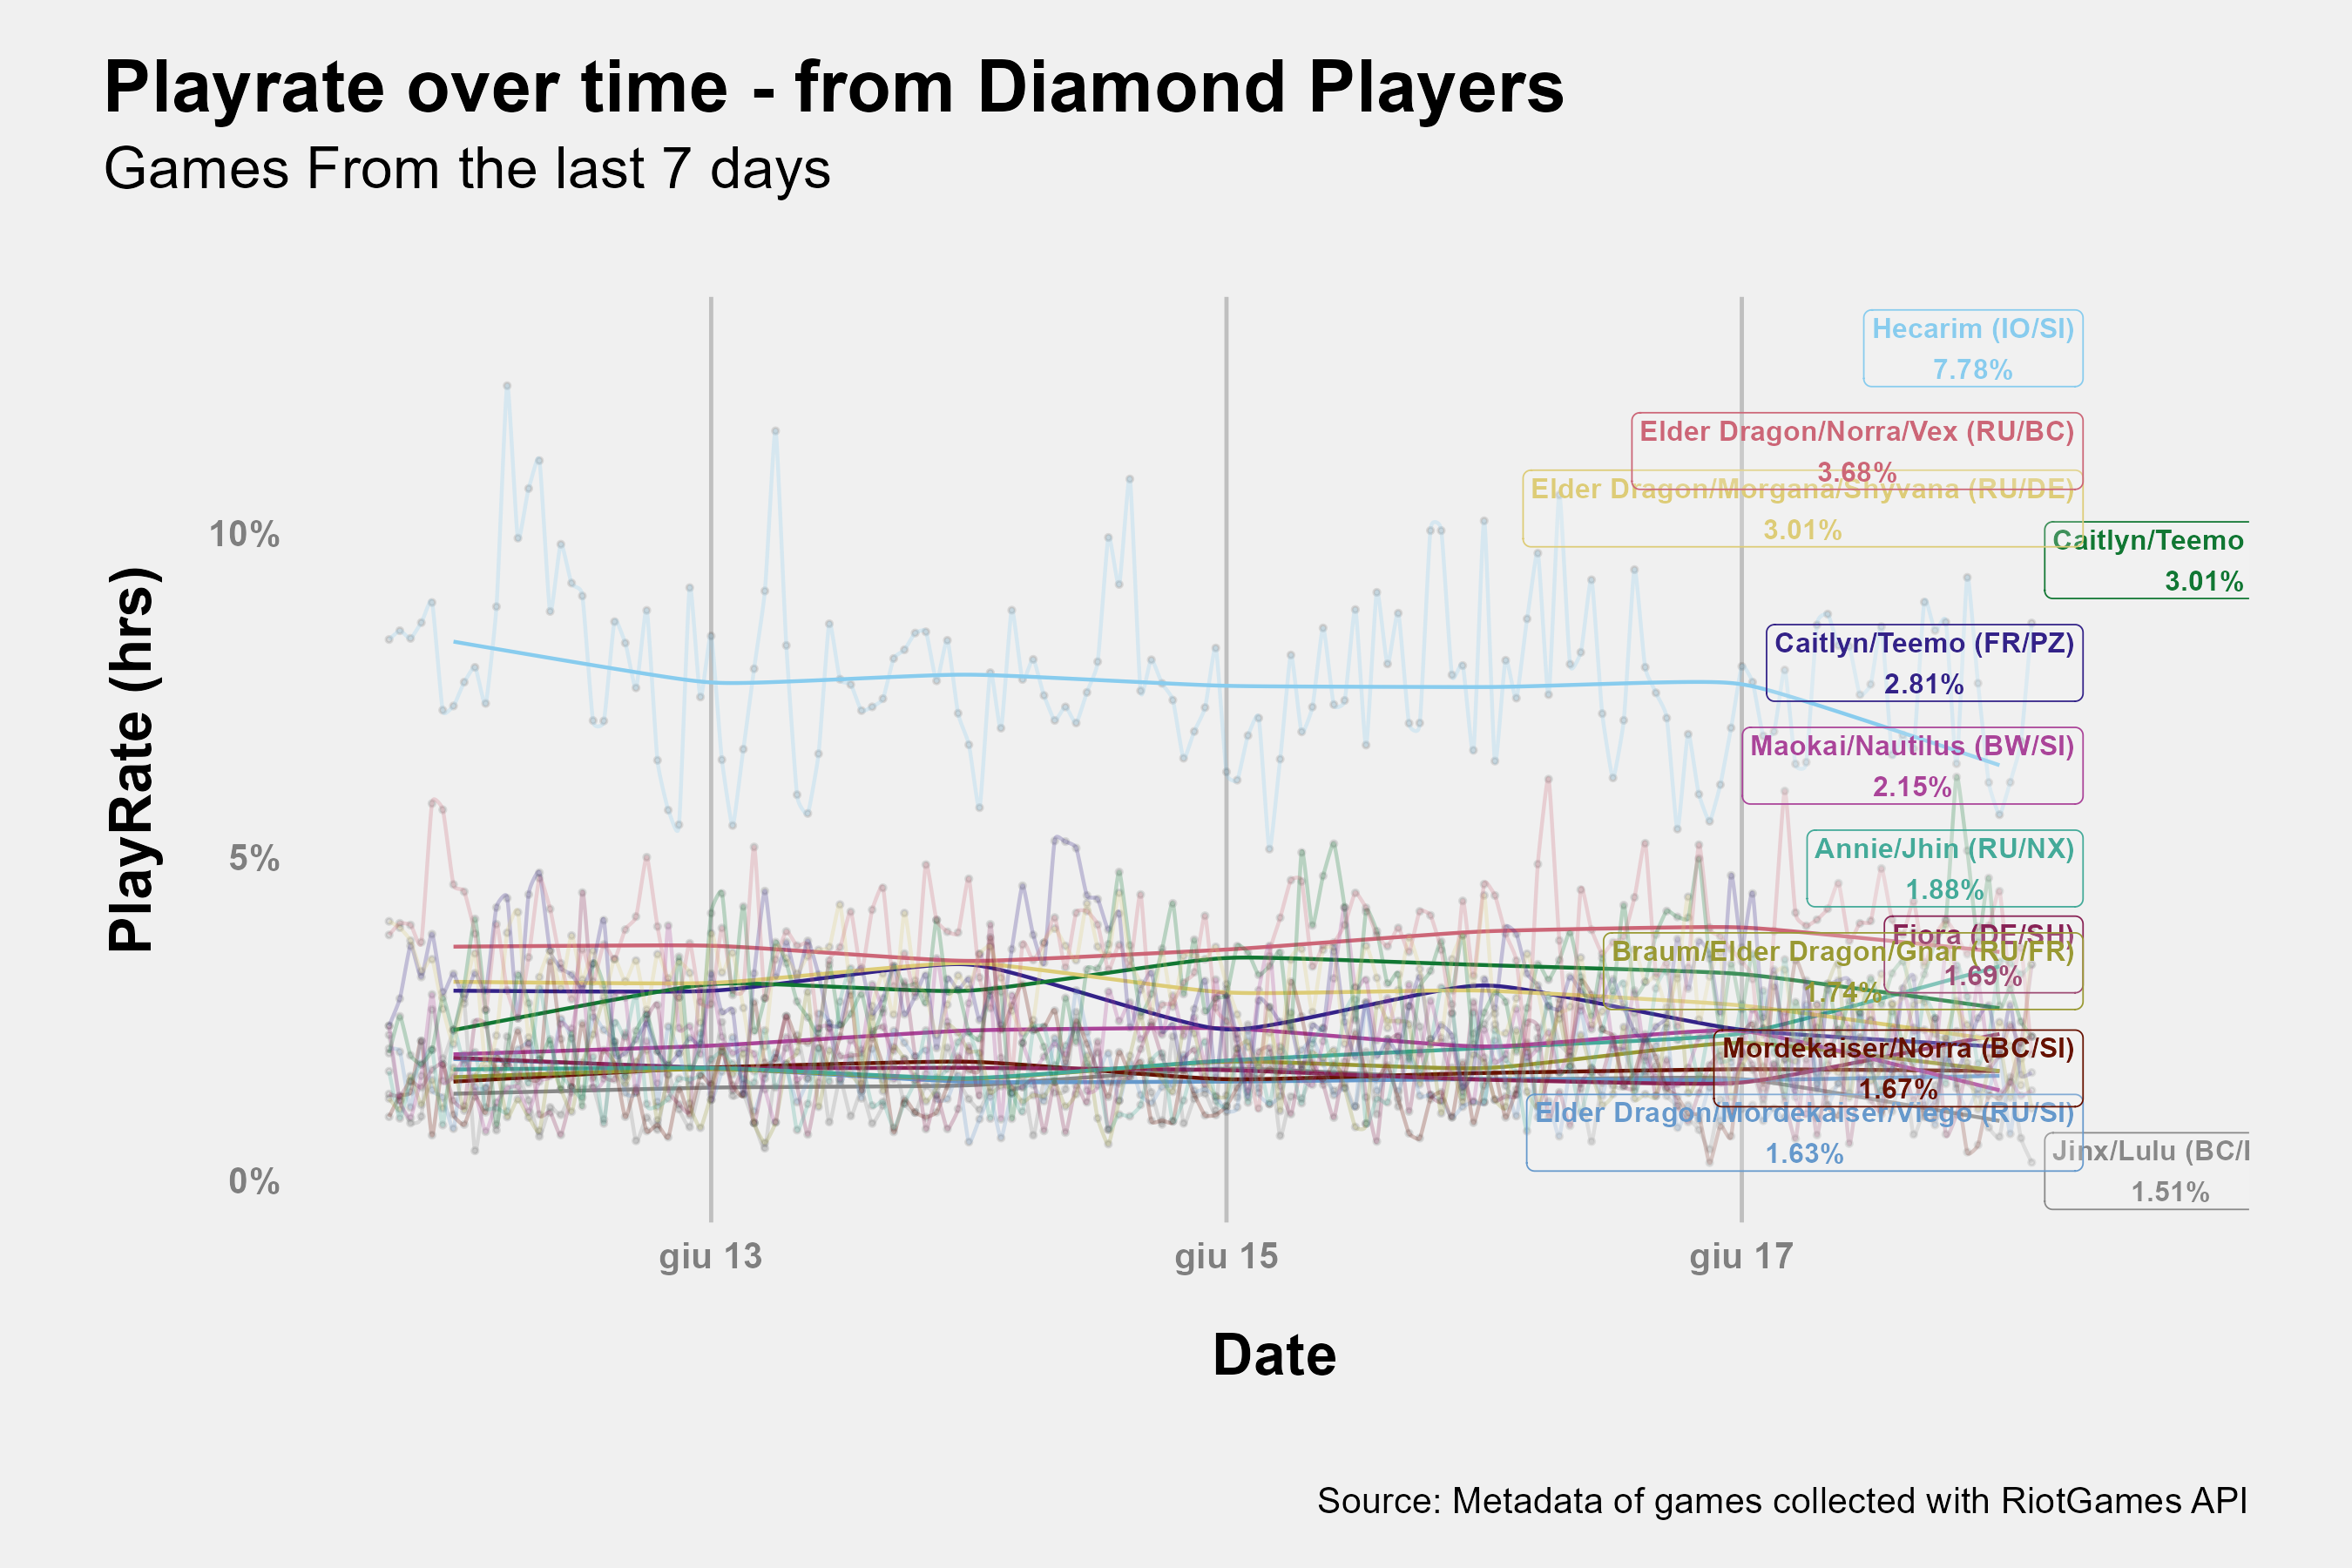 Playrate over time - from Diamond Players
Games From the last 7 days
PlayRate (hrs)
10%
5%
0%
Hecarim (IO/SI)
7.78%
Elder Dragon/Norra/Vex (RU/BC)
3.68%
Elder Dragon/Morgana/Shyvana (RU/DE)
3.01%
Caitlyn/Teemo
3.01%
Caitlyn/Teemo (FR/PZ)
2.81%
Maokai/Nautilus (BW/SI)
2.15%
Annie/Jhin (RU/NX)
1.88%
Fiora (DE/SH)
1.69%
Braum/Elder Dragon/Gnar (RU/FR)
1.74%
Mordekaiser/Norra (BC/SI)
1.67%
Elder Dragon/Mordekaiser/Viego (RU/SI)
1.63%
Jinx/Lulu (BC/
1.51%
giu 13
giu 15
giu 17
Date
Source: Metadata of games collected with RiotGames API